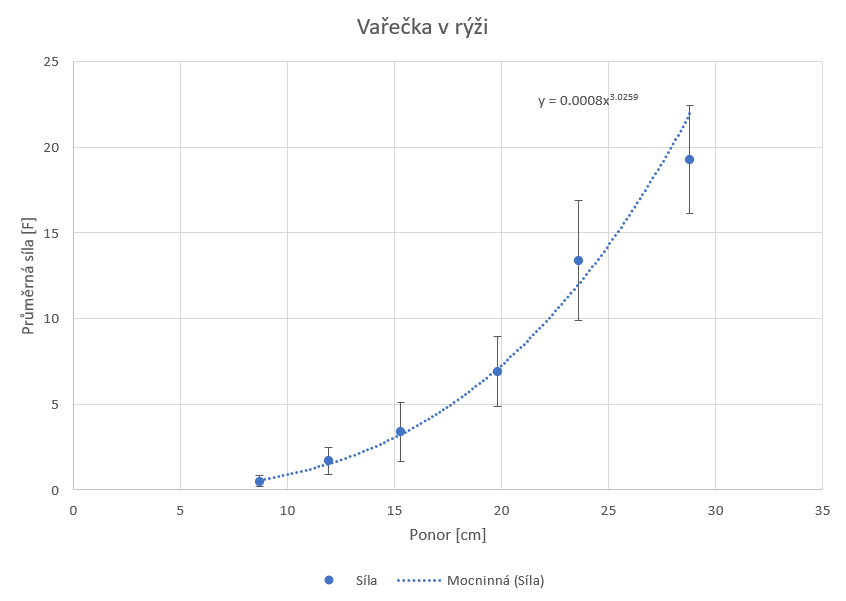 Vařečka v rýži
25
20
15
10
5
0
Průměrná síla [F]
y = 0.0008x^3.0259
0 5 10 15 20 25 30 35
Ponor [cm]
Síla Mocninná (Síla)